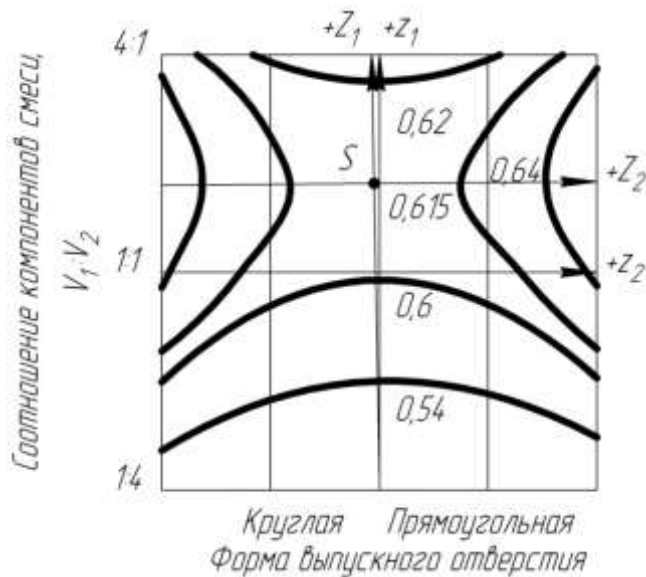 +Z₁ +z₁
4:1
0,62
S
0,64
+Z₂
0,615
1:1
+z₂
0,6
0,54
1:4
Соотношение компонентов смеси,
V₁:V₂
Круглая Прямоугольная
Форма выпускного отверстия